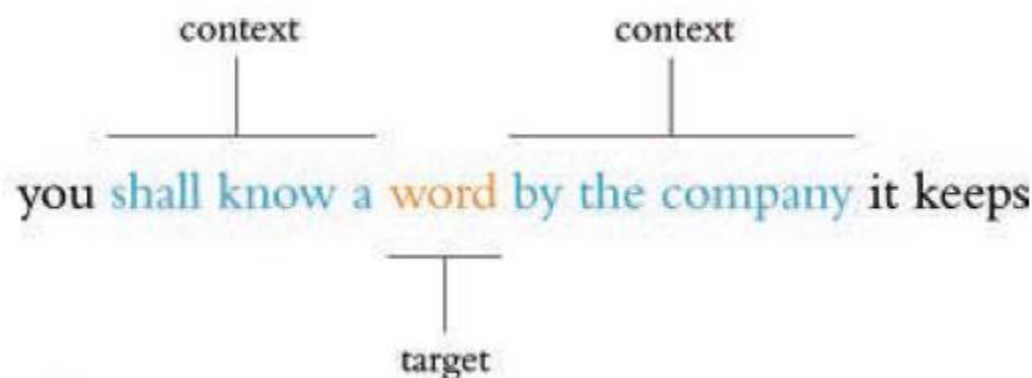 context context
you shall know a word by the company it keeps
target